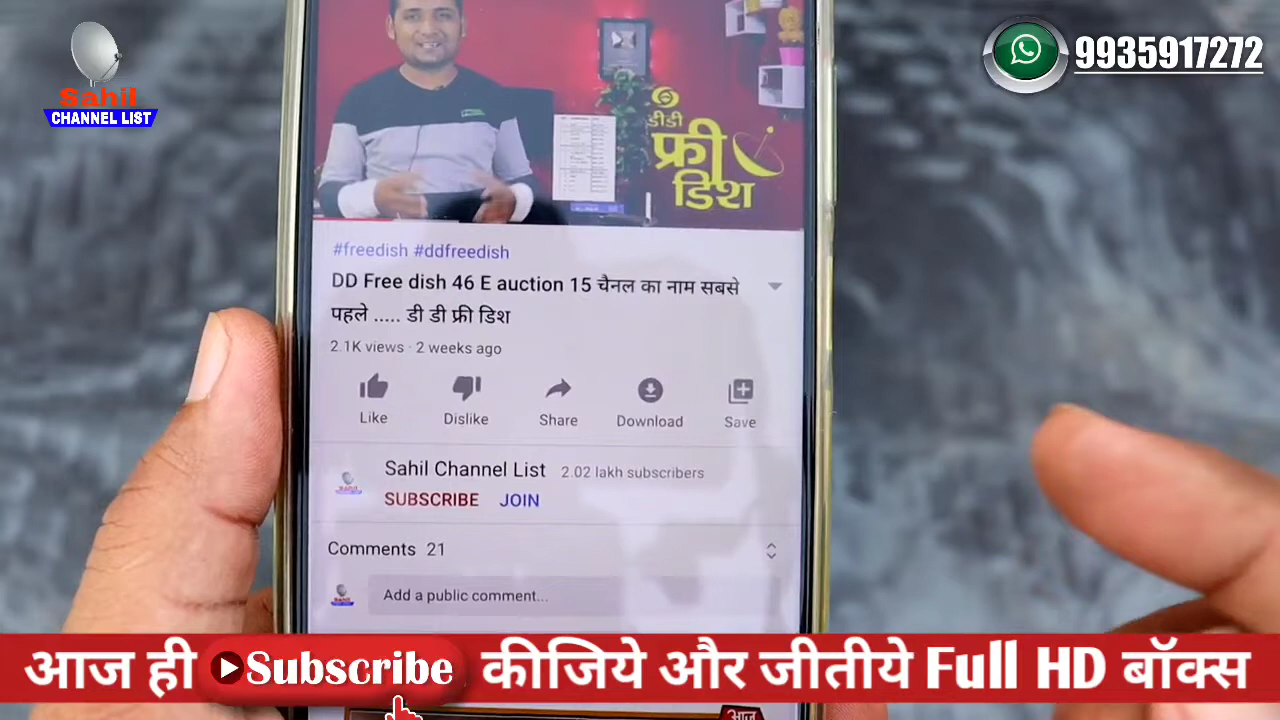 Sahil
CHANNEL LIST
9935917272
डीडी
फ्री
डिश
#freedish #ddfreedish
DD Free dish 46 E auction 15 चैनल का नाम सबसे
पहले ..... डी डी फ्री डिश
2.1K views · 2 weeks ago
Like
Dislike
Share
Download
Save
Sahil Channel List 2.02 lakh subscribers
SUBSCRIBE JOIN
Comments 21
Add a public comment...
आज ही Subscribe कीजिये और जीतीये Full HD बॉक्स
आज